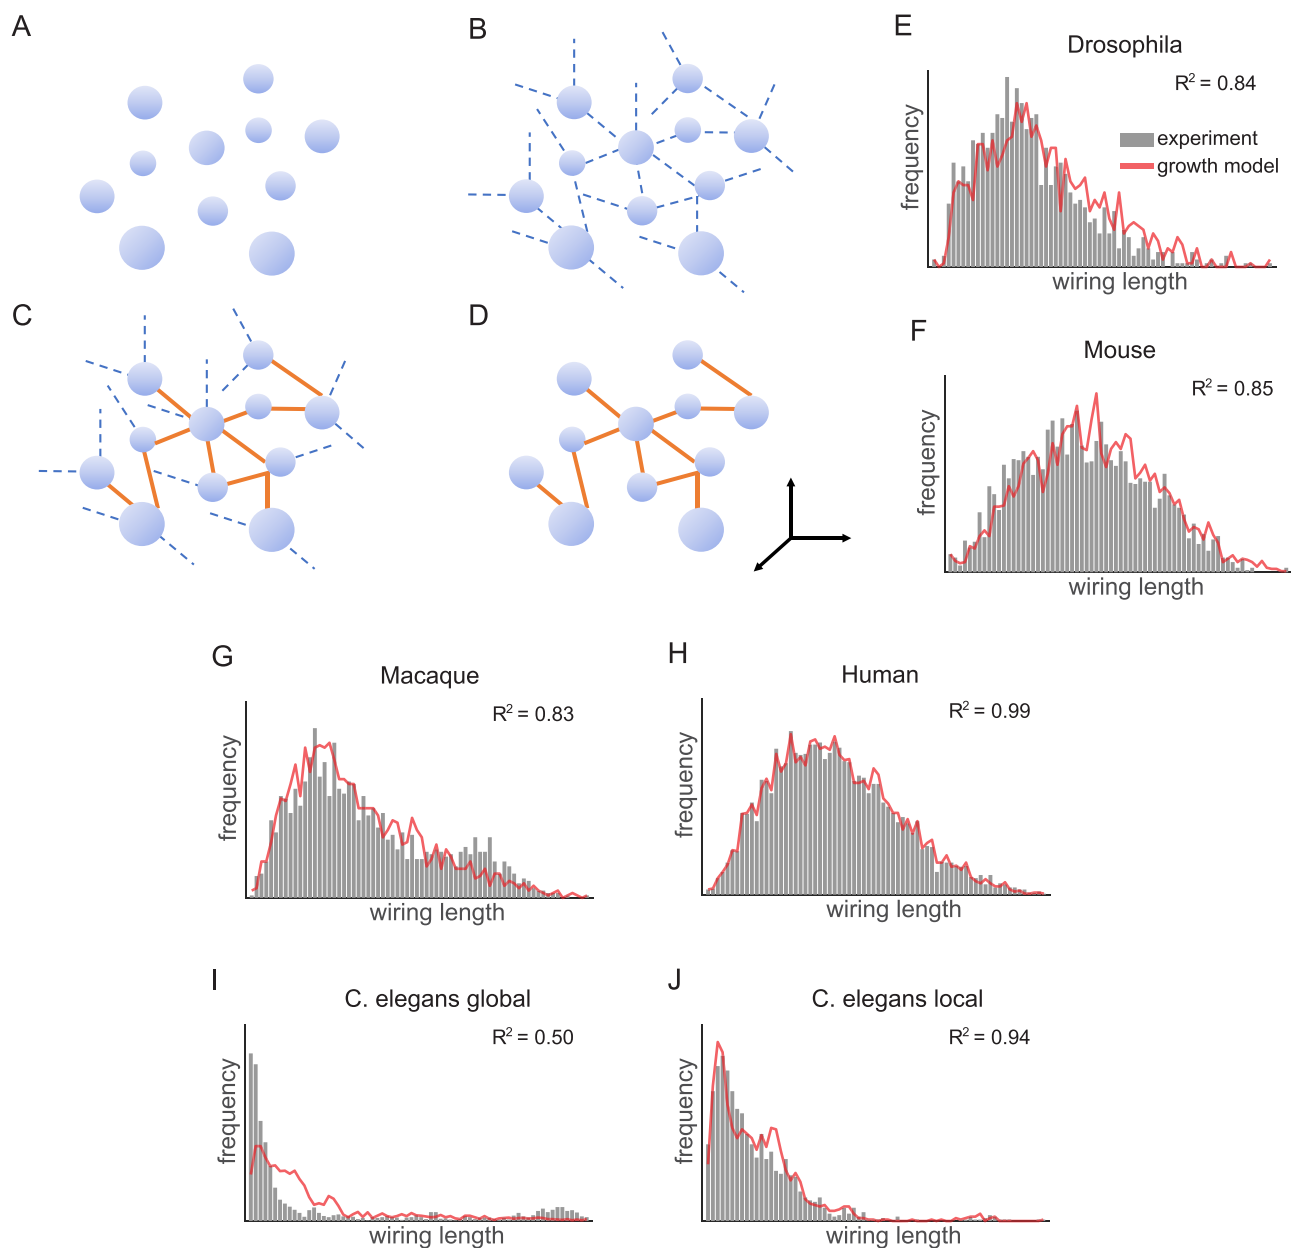 A
B
C
D
E
Drosophila
R² = 0.84
experiment
growth model
frequency
wiring length
F
Mouse
R² = 0.85
frequency
wiring length
G
Macaque
R² = 0.83
frequency
wiring length
H
Human
R² = 0.99
frequency
wiring length
I
C. elegans global
R² = 0.50
frequency
wiring length
J
C. elegans local
R² = 0.94
frequency
wiring length